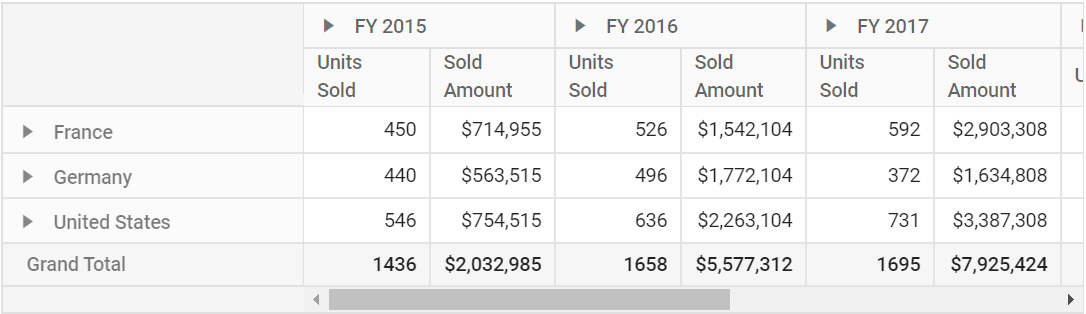 FY 2015 FY 2016 FY 2017
Units Sold Sold Amount Units Sold Sold Amount Units Sold Sold Amount
France 450 $714,955 526 $1,542,104 592 $2,903,308
Germany 440 $563,515 496 $1,772,104 372 $1,634,808
United States 546 $754,515 636 $2,263,104 731 $3,387,308
Grand Total 1436 $2,032,985 1658 $5,577,312 1695 $7,925,424